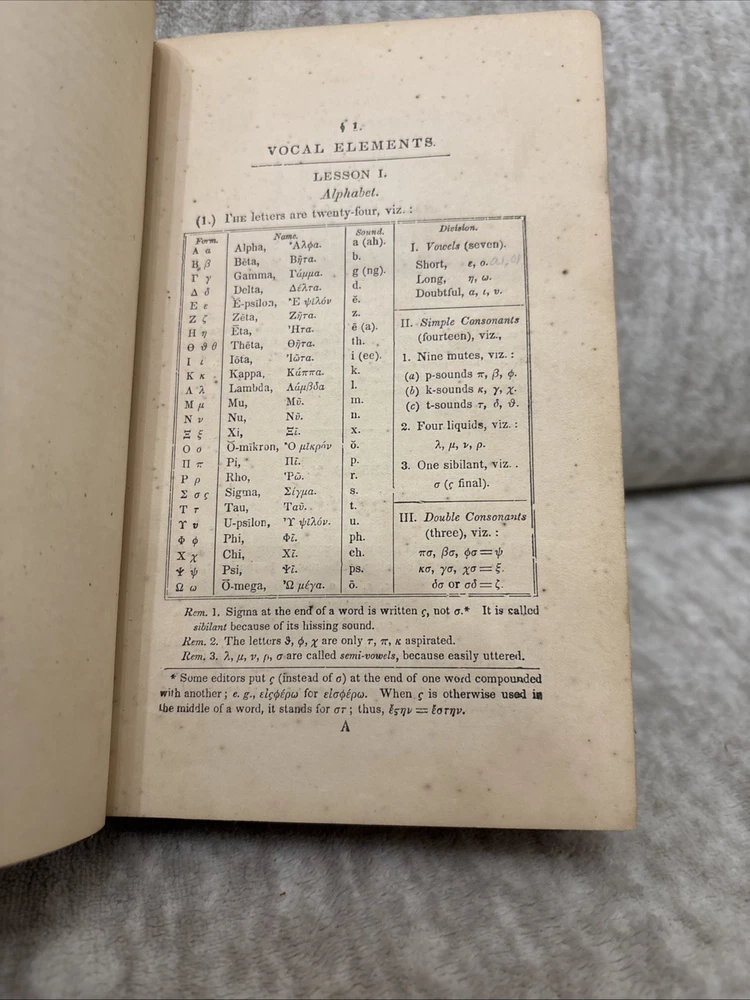 § 1.
VOCAL ELEMENTS.
LESSON I.
Alphabet.
(1.) THE letters are twenty-four, viz. :
Form. Name. Sound.
Α α Alpha, Ἄλφα. a (ah).
Β β Bēta, Βῆτα. b.
Γ γ Gamma, Γάμμα. g (ng).
Δ δ Delta, Δέλτα. d.
Ε ε Ĕ-psīlon, Ἒ ψιλόν ĕ.
Ζ ζ Zēta, Ζῆτα. z.
Η η Ēta, Ἦτα. ē (a).
Θ ϑ θ Thēta, Θῆτα. th.
Ι ι Iōta, Ἰῶτα. i (ee).
Κ κ Kappa, Κάππα. k.
Λ λ Lambda, Λάμβδα l.
Μ μ Mu, Μῦ. m.
Ν ν Nu, Νῦ. n.
Ξ ξ Xi, Ξῖ. x.
Ο ο Ŏ-mīkron, Ὂ μικρόν ŏ.
Π π Pi, Πῖ. p.
Ρ ρ Rho, Ῥῶ. r.
Σ σ ς Sigma, Σίγμα. s.
Τ τ Tau, Ταῦ. t.
Υ υ U-psīlon, Υ̓̀ ψῖλόν. u.
Φ φ Phi, Φῖ. ph.
Χ χ Chi, Χῖ. ch.
Ψ ψ Psi, Ψῖ. ps.
Ω ω Ō-mega, Ὦ μέγα. ō.
Division.
I. Vowels (seven).
Short, ε, ο.
Long, η, ω.
Doubtful, α, ι, υ.
II. Simple Consonants
(fourteen), viz.,
1. Nine mutes, viz. :
(a) p-sounds π, β, φ.
(b) k-sounds κ, γ, χ.
(c) t-sounds τ, δ, ϑ.
2. Four liquids, viz. :
λ, μ, ν, ρ.
3. One sibilant, viz. .
σ (ς final).
III. Double Consonants
(three), viz. :
πσ, βσ, φσ = ψ
κσ, γσ, χσ = ξ.
δσ or σδ = ζ.
Rem. 1. Sigma at the end of a word is written ς, not σ.* It is called
sibilant because of its hissing sound.
Rem. 2. The letters ϑ, φ, χ are only τ, π, κ aspirated.
Rem. 3. λ, μ, ν, ρ, σ are called semi-vowels, because easily uttered.
* Some editors put ς (instead of σ) at the end of one word compounded
with another; e. g., εἰςφέρω for εἰσφέρω. When ς is otherwise used in
the middle of a word, it stands for στ; thus, ἔςην = ἔστην.
A